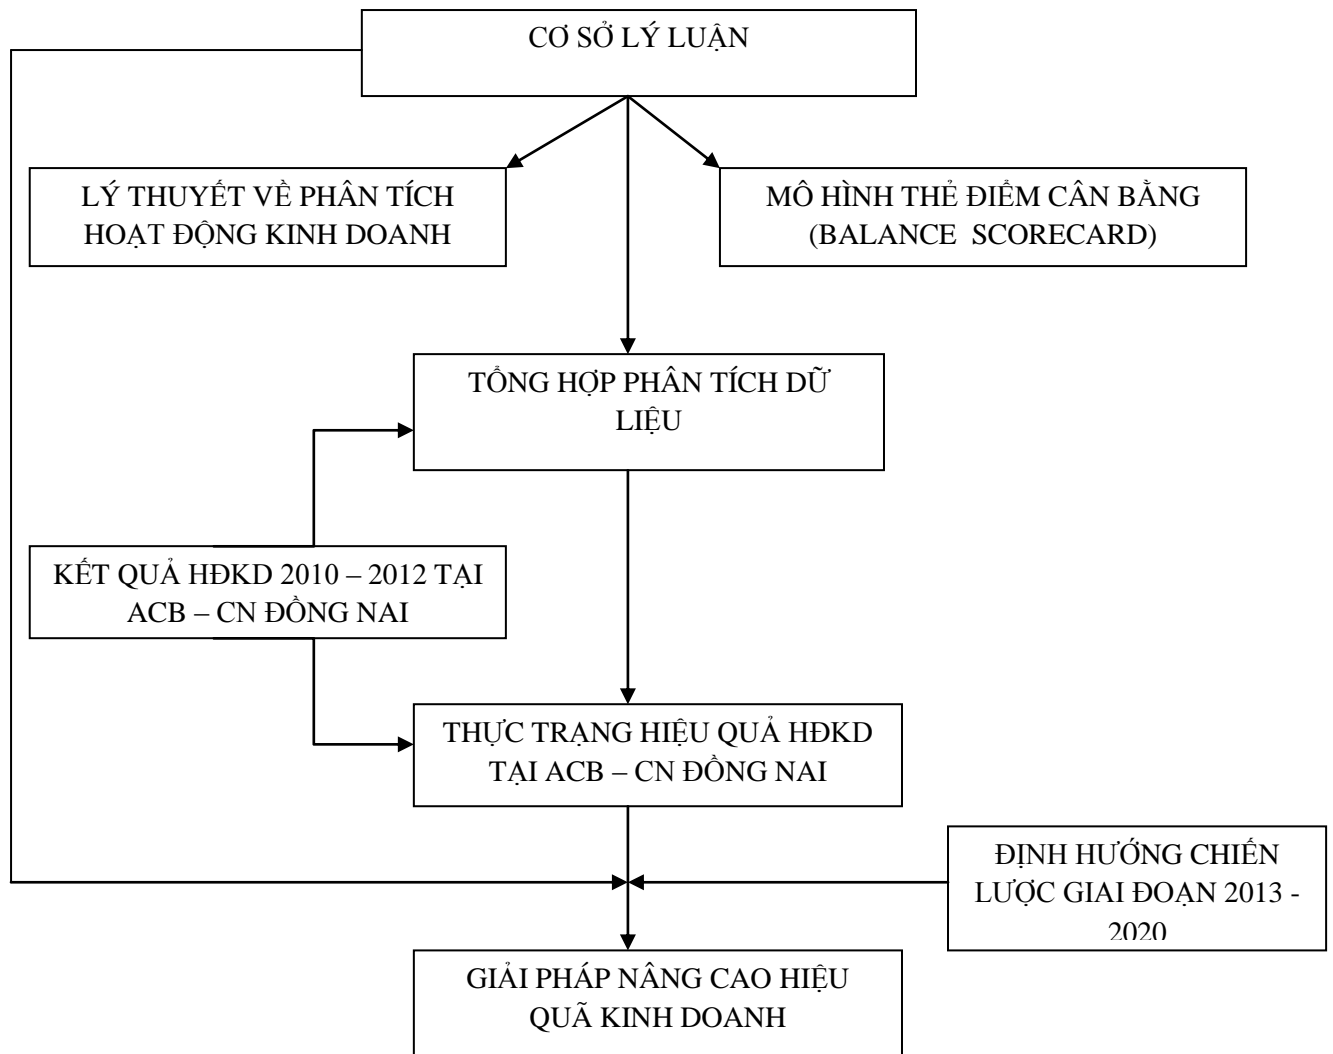 CƠ SỞ LÝ LUẬN
LÝ THUYẾT VỀ PHÂN TÍCH
HOẠT ĐỘNG KINH DOANH
MÔ HÌNH THẺ ĐIỂM CÂN BẰNG
(BALANCE SCORECARD)
TỔNG HỢP PHÂN TÍCH DỮ
LIỆU
KẾT QUẢ HĐKD 2010 – 2012 TẠI
ACB – CN ĐỒNG NAI
THỰC TRẠNG HIỆU QUẢ HĐKD
TẠI ACB – CN ĐỒNG NAI
ĐỊNH HƯỚNG CHIẾN
LƯỢC GIAI ĐOẠN 2013 -
2020
GIẢI PHÁP NÂNG CAO HIỆU
QUÃ KINH DOANH